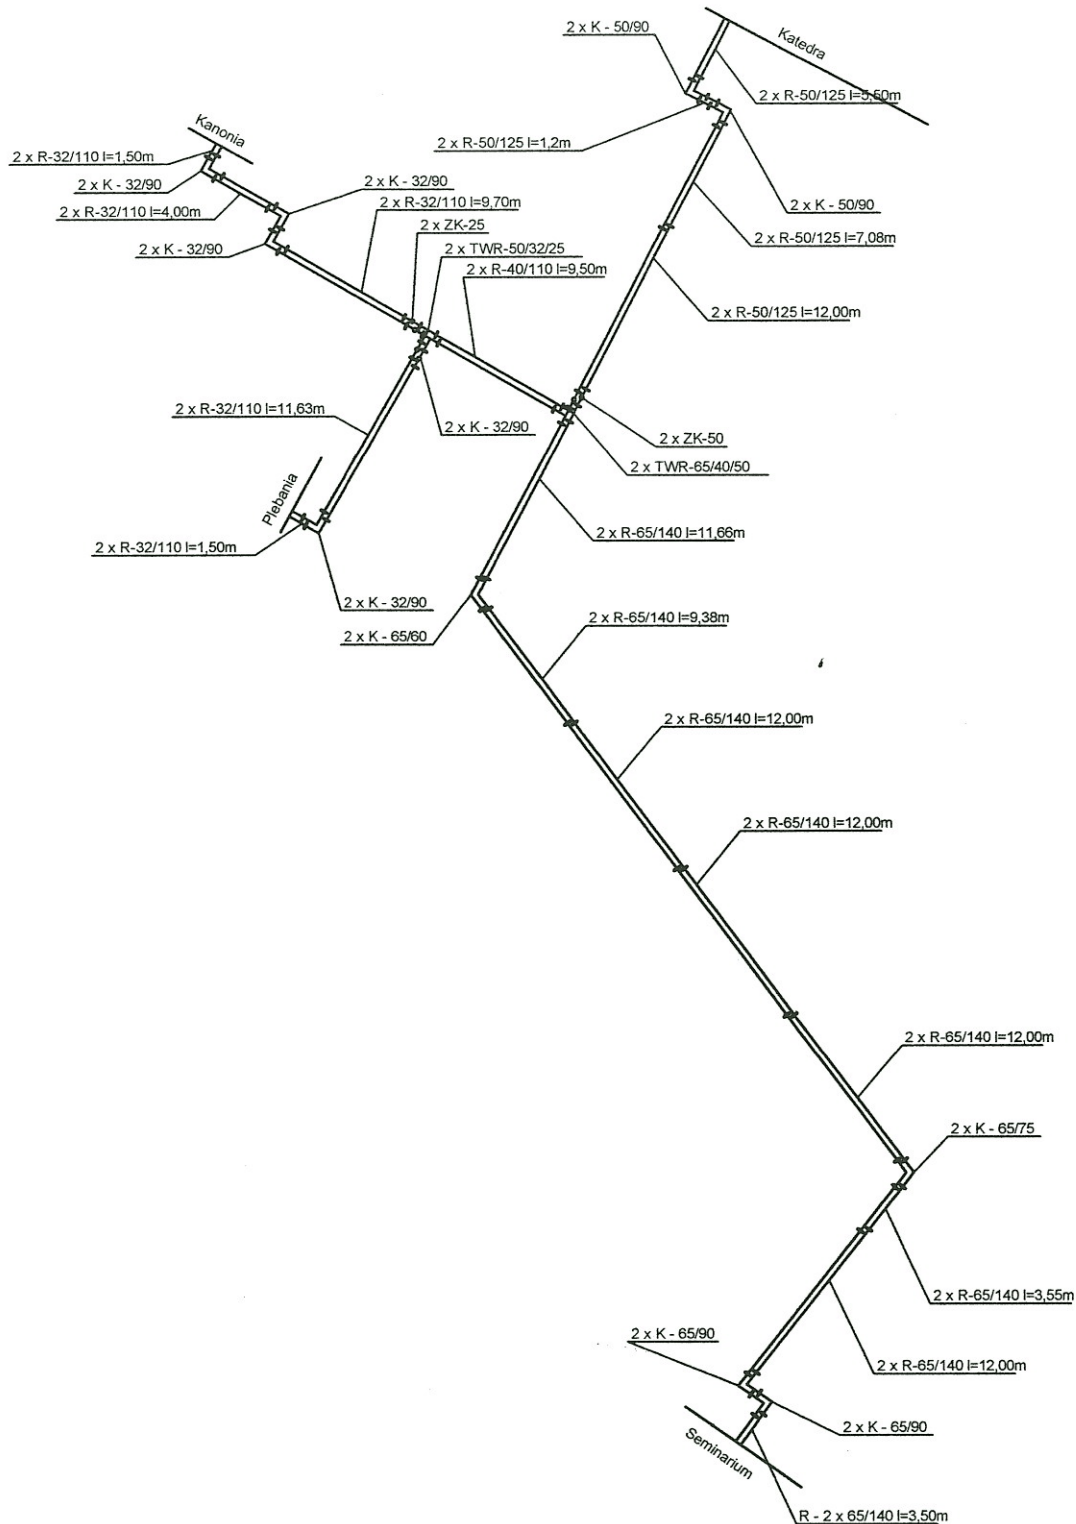 2 x K - 50/90
Katedra
2 x R-50/125 l=5,50m
Kanonia
2 x R-50/125 l=1,2m
2 x R-32/110 l=1,50m
2 x K - 32/90
2 x K - 32/90
2 x R-32/110 l=9,70m
2 x K - 50/90
2 x R-32/110 l=4,00m
2 x ZK-25
2 x R-50/125 l=7,08m
2 x K - 32/90
2 x TWR-50/32/25
2 x R-40/110 l=9,50m
2 x R-50/125 l=12,00m
2 x R-32/110 l=11,63m
2 x K - 32/90
2 x ZK-50
2 x TWR-65/40/50
Plebania
2 x R-65/140 l=11,66m
2 x R-32/110 l=1,50m
2 x K - 32/90
2 x R-65/140 l=9,38m
2 x K - 65/60
2 x R-65/140 l=12,00m
2 x R-65/140 l=12,00m
2 x R-65/140 l=12,00m
2 x K - 65/75
2 x R-65/140 l=3,55m
2 x K - 65/90
2 x R-65/140 l=12,00m
2 x K - 65/90
Seminarium
R - 2 x 65/140 l=3,50m